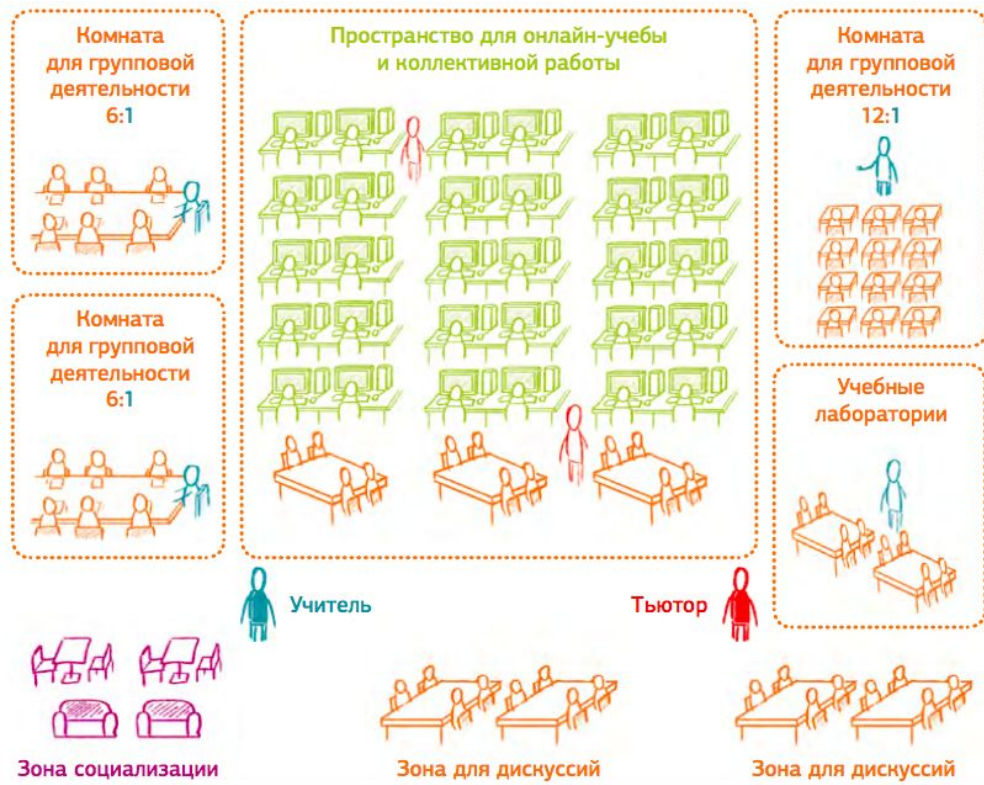 Комната
для групповой
деятельности
6:1
Пространство для онлайн-учебы
и коллективной работы
Комната
для групповой
деятельности
12:1
Комната
для групповой
деятельности
6:1
Учебные
лаборатории
Учитель
Тьютор
Зона социализации
Зона для дискуссий
Зона для дискуссий